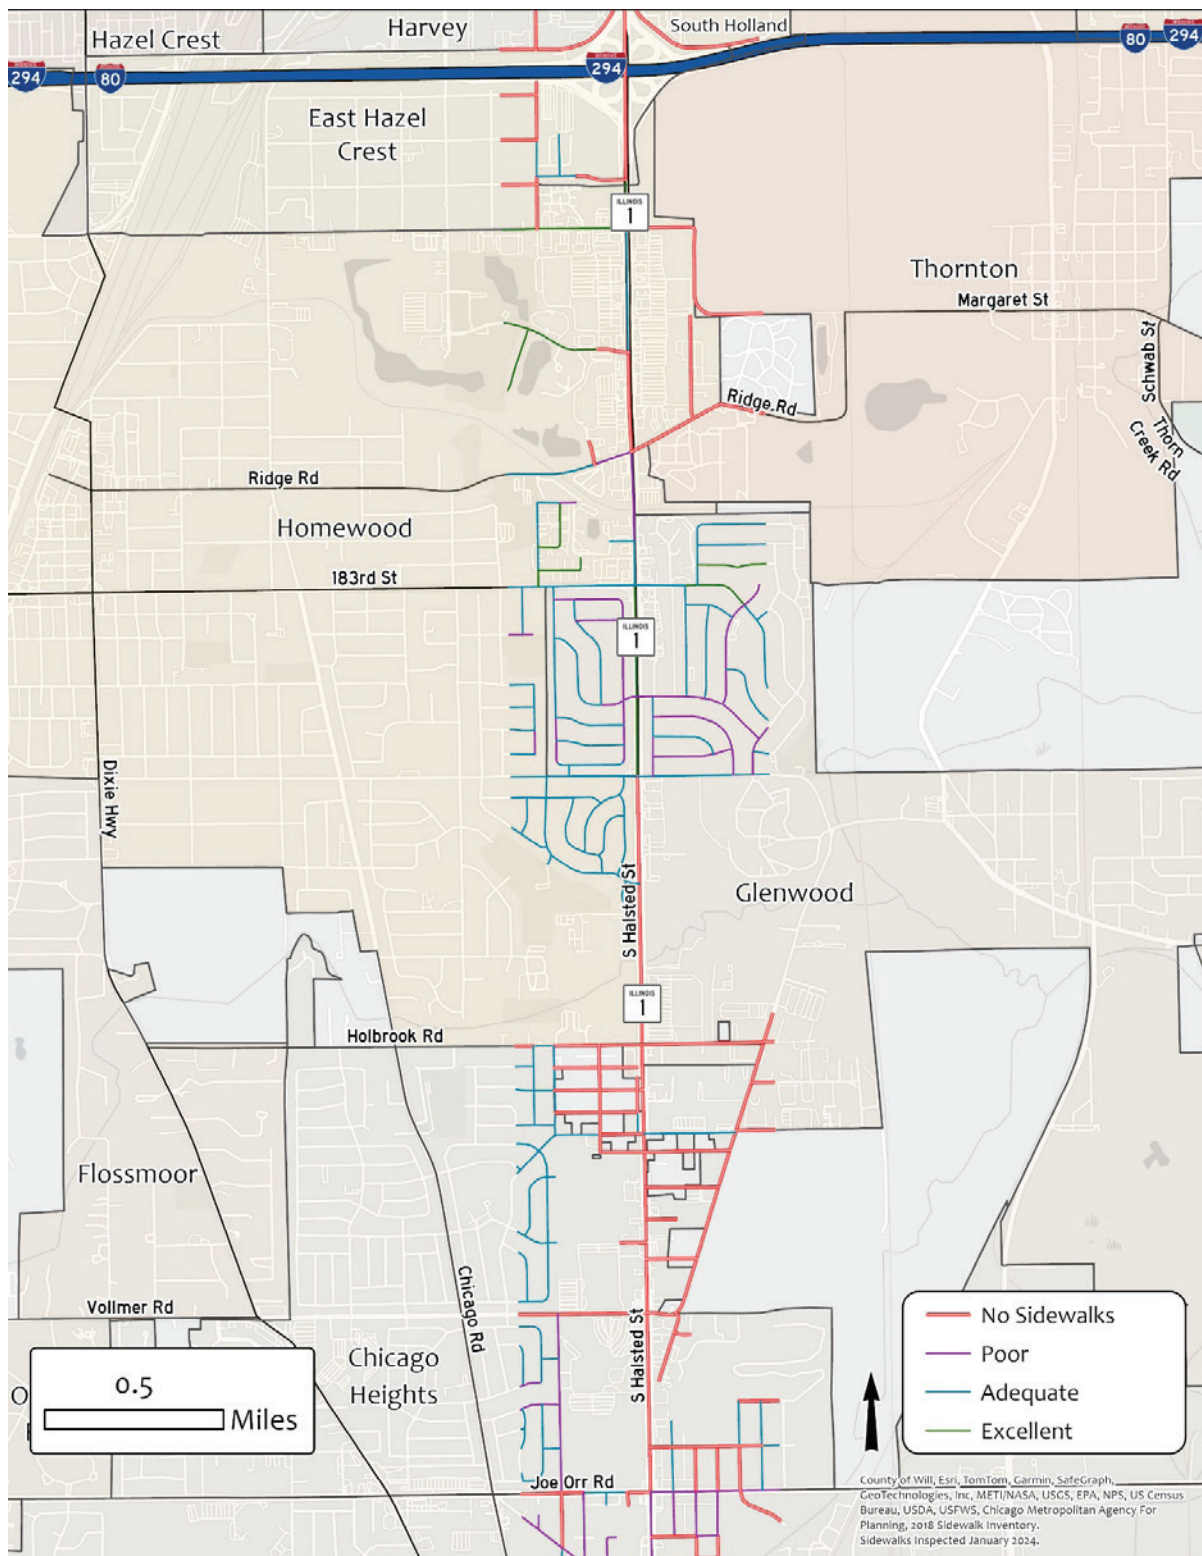 Hazel Crest
Harvey
South Holland
294
80
294
80
294
East Hazel
Crest
ILLINOIS
1
Thornton
Margaret St
Schwab St
Ridge Rd
Thorn
Creek Rd
Ridge Rd
Homewood
183rd St
ILLINOIS
1
Dixie Hwy
S Halsted St
Glenwood
ILLINOIS
1
Holbrook Rd
Flossmoor
Chicago Rd
Vollmer Rd
S Halsted St
Chicago
Heights
O
0.5
Miles
Joe Orr Rd
No Sidewalks
Poor
Adequate
Excellent
County of Will, Esri, TomTom, Garmin, SafeGraph,
GeoTechnologies, Inc, METI/NASA, USGS, EPA, NPS, US Census
Bureau, USDA, USFWS, Chicago Metropolitan Agency For
Planning, 2018 Sidewalk Inventory.
Sidewalks Inspected January 2024.